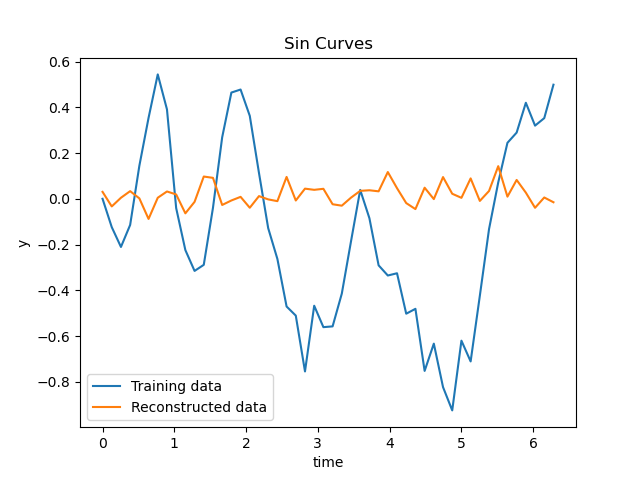 Sin Curves
0.6
0.4
0.2
0.0
−0.2
−0.4
−0.6
−0.8
y
Training data
Reconstructed data
0 1 2 3 4 5 6
time